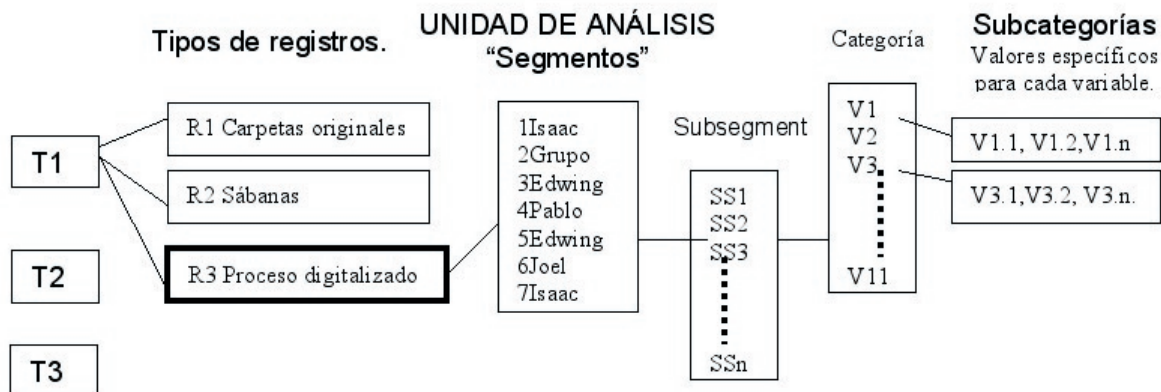 Tipos de registros.
UNIDAD DE ANÁLISIS
“Segmentos”
Categoría
Subcategorías
Valores específicos
para cada variable.
T1
T2
T3
R1 Carpetas originales
R2 Sábanas
R3 Proceso digitalizado
1Isaac
2Grupo
3Edwing
4Pablo
5Edwing
6Joel
7Isaac
Subsegment
SS1
SS2
SS3
SSn
V1
V2
V3
V11
V1.1, V1.2,V1.n
V3.1,V3.2, V3.n.